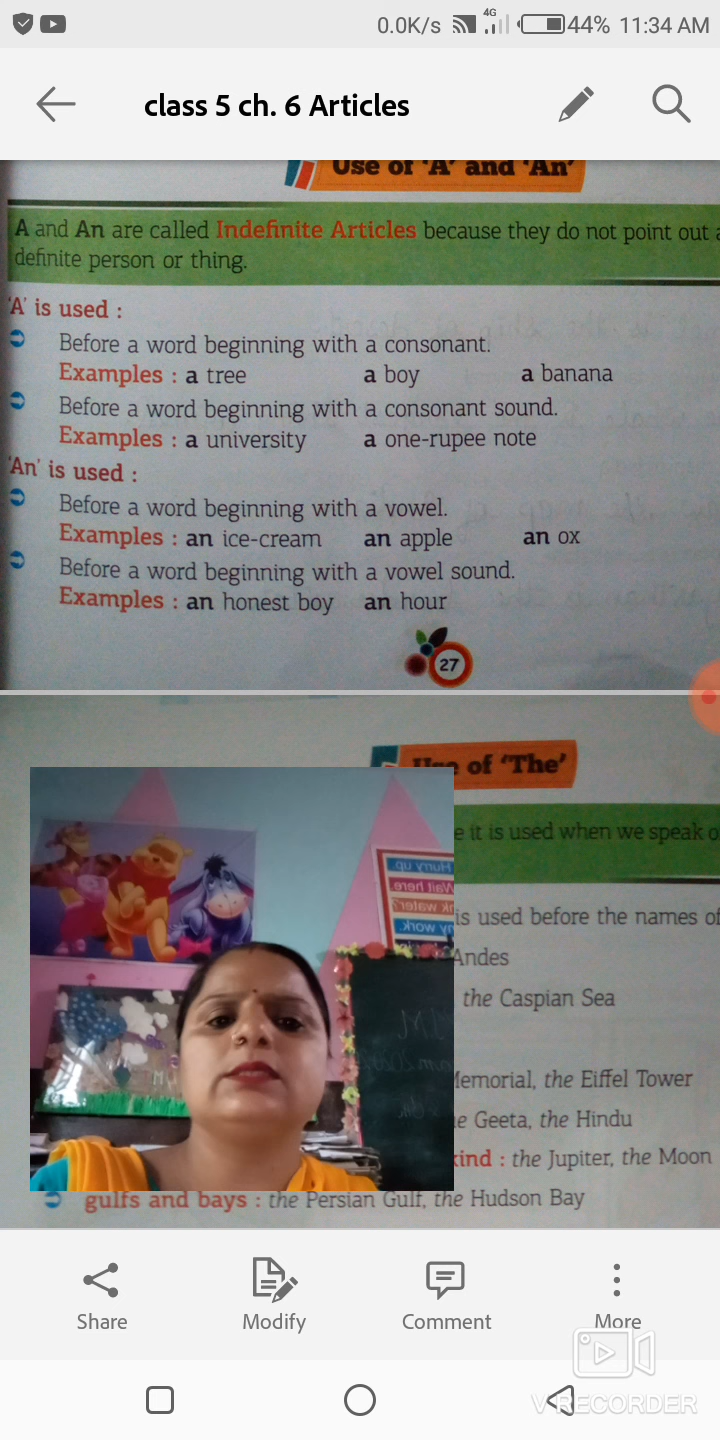 0.0K/s 4G 44% 11:34 AM
class 5 ch. 6 Articles
Use of 'A' and 'An'
A and An are called Indefinite Articles because they do not point out a
definite person or thing.
'A' is used :
Before a word beginning with a consonant.
Examples : a tree a boy a banana
Before a word beginning with a consonant sound.
Examples : a university a one-rupee note
'An' is used :
Before a word beginning with a vowel.
Examples : an ice-cream an apple an ox
Before a word beginning with a vowel sound.
Examples : an honest boy an hour
27
Use of 'The'
e it is used when we speak o
is used before the names of
Andes
the Caspian Sea
Memorial, the Eiffel Tower
e Geeta, the Hindu
kind : the Jupiter, the Moon
gulfs and bays : the Persian Gulf, the Hudson Bay
Hurry up.
Wait here.
k water?
y work.
Share Modify Comment More
V RECORDER